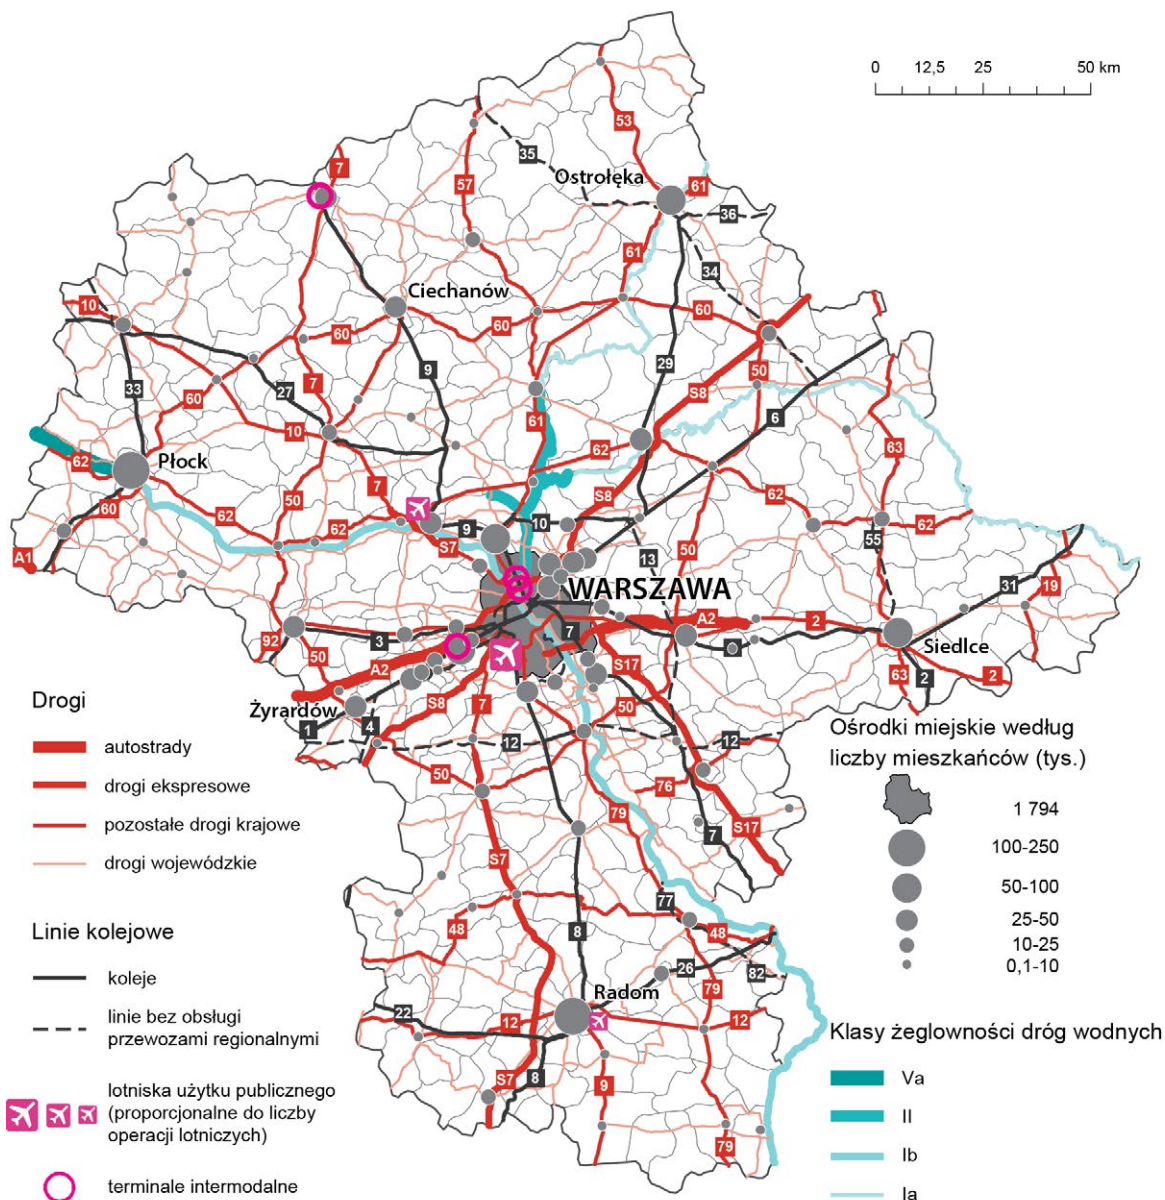 0 12,5 25 50 km
53
35
7
Ostrołęka
57
61
36
61
34
Ciechanów
10
60
60
60
9
29
33
7
50
27
60
S8
6
10
61
62
63
Płock
62
7
S8
62
50
60
62
62
9
10
62
S7
55
A1
13
50
31
WARSZAWA
19
92
3
7
A2
2
50
A2
S17
Siedlce
63
2
2
S8
7
50
Żyrardów
1
4
12
12
50
76
79
S17
7
S7
77
48
8
48
26
82
Radom
79
22
12
12
S7
8
9
79
Drogi
autostrady
drogi ekspresowe
pozostałe drogi krajowe
drogi wojewódzkie
Linie kolejowe
koleje
linie bez obsługi
przewozami regionalnymi
lotniska użytku publicznego
(proporcjonalne do liczby
operacji lotniczych)
terminale intermodalne
Ośrodki miejskie według
liczby mieszkańców (tys.)
1 794
100-250
50-100
25-50
10-25
0,1-10
Klasy żeglowności dróg wodnych
Va
II
Ib
Ia